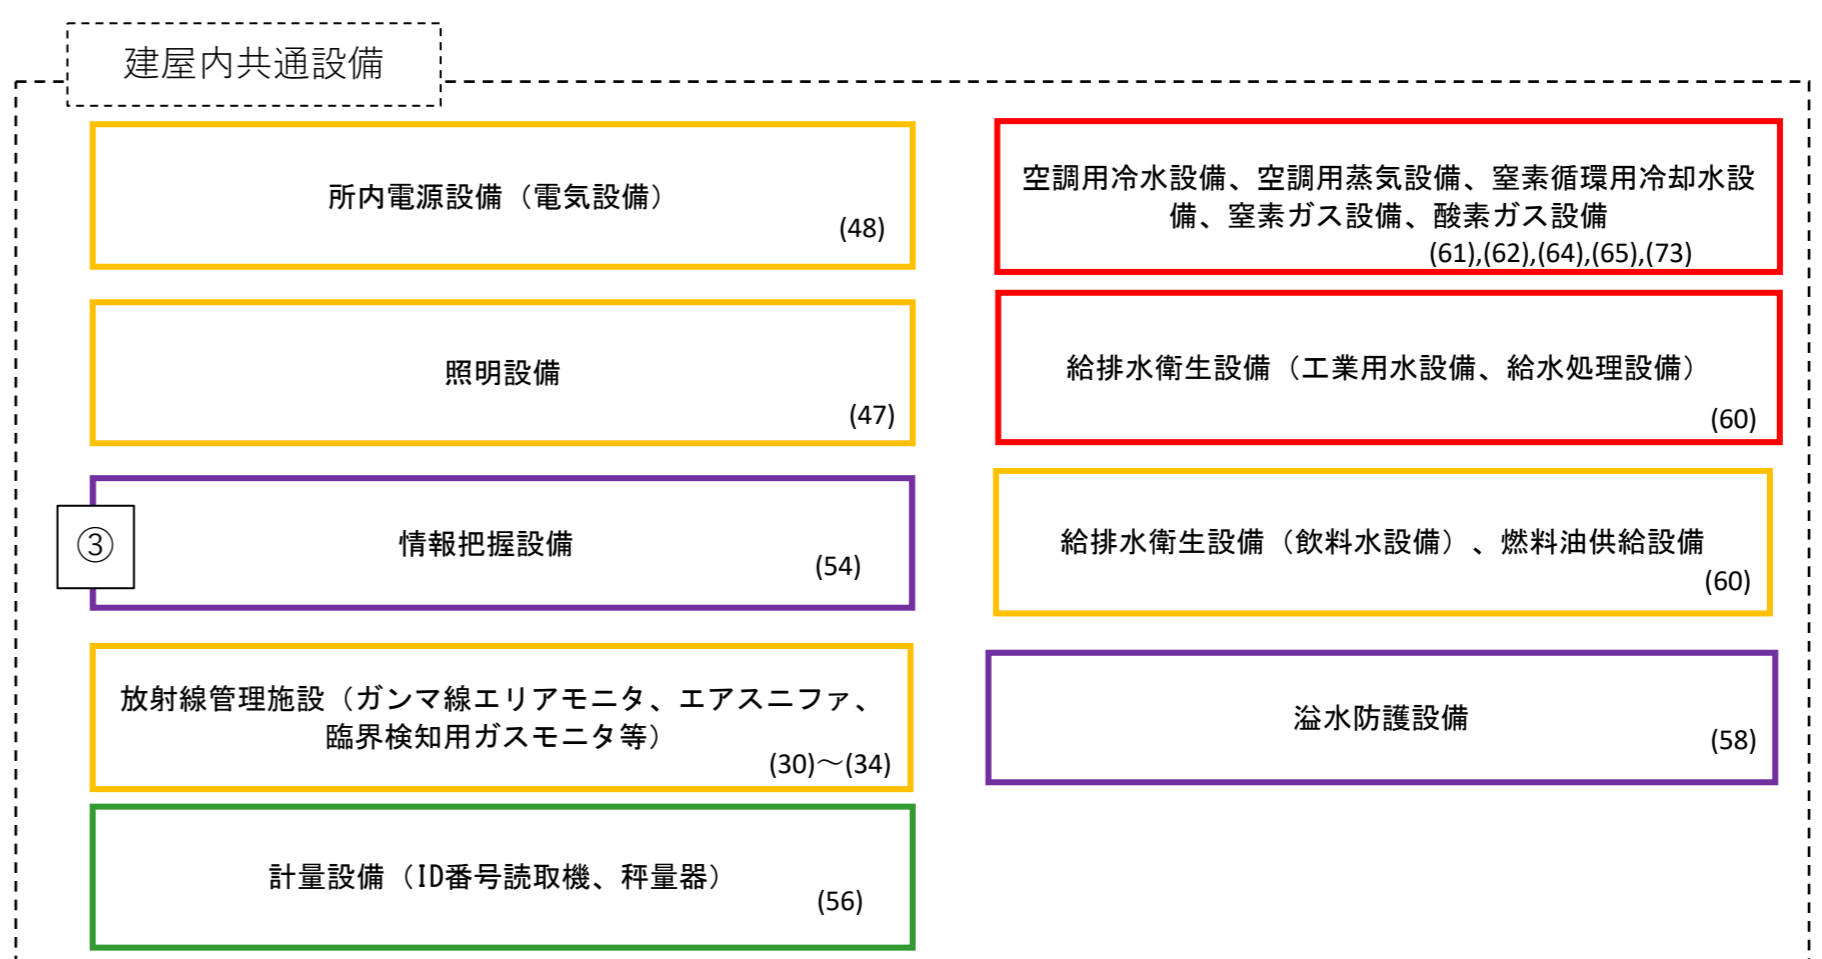 建屋内共通設備
所内電源設備（電気設備）
(48)
照明設備
(47)
③
情報把握設備
(54)
放射線管理施設（ガンマ線エリアモニタ、エアスニファ、
臨界検知用ガスモニタ等）
(30)～(34)
計量設備（ID番号読取機、秤量器）
(56)
空調用冷水設備、空調用蒸気設備、窒素循環用冷却水設
備、窒素ガス設備、酸素ガス設備
(61),(62),(64),(65),(73)
給排水衛生設備（工業用水設備、給水処理設備）
(60)
給排水衛生設備（飲料水設備）、燃料油供給設備
(60)
溢水防護設備
(58)